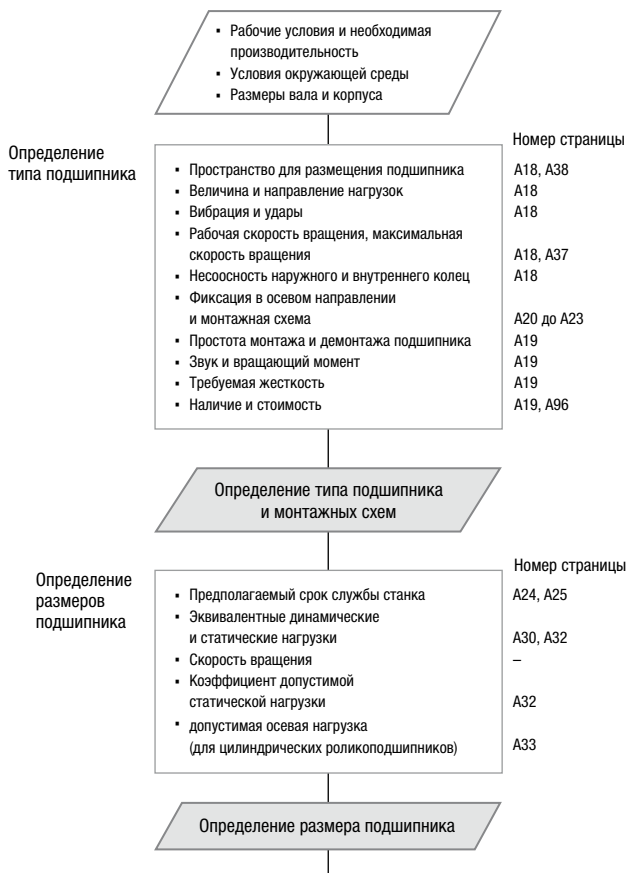 ▪ Рабочие условия и необходимая
производительность
▪ Условия окружающей среды
▪ Размеры вала и корпуса
Номер страницы
Определение
типа подшипника
▪ Пространство для размещения подшипника A18, A38
▪ Величина и направление нагрузок A18
▪ Вибрация и удары A18
▪ Рабочая скорость вращения, максимальная
скорость вращения A18, A37
▪ Несоосность наружного и внутреннего колец A18
▪ Фиксация в осевом направлении
и монтажная схема A20 до A23
▪ Простота монтажа и демонтажа подшипника A19
▪ Звук и вращающий момент A19
▪ Требуемая жесткость A19
▪ Наличие и стоимость A19, A96
Определение типа подшипника
и монтажных схем
Номер страницы
Определение
размеров
подшипника
▪ Предполагаемый срок службы станка A24, A25
▪ Эквивалентные динамические
и статические нагрузки A30, A32
▪ Скорость вращения –
▪ Коэффициент допустимой
статической нагрузки A32
▪ допустимая осевая нагрузка
(для цилиндрических роликоподшипников) A33
Определение размера подшипника